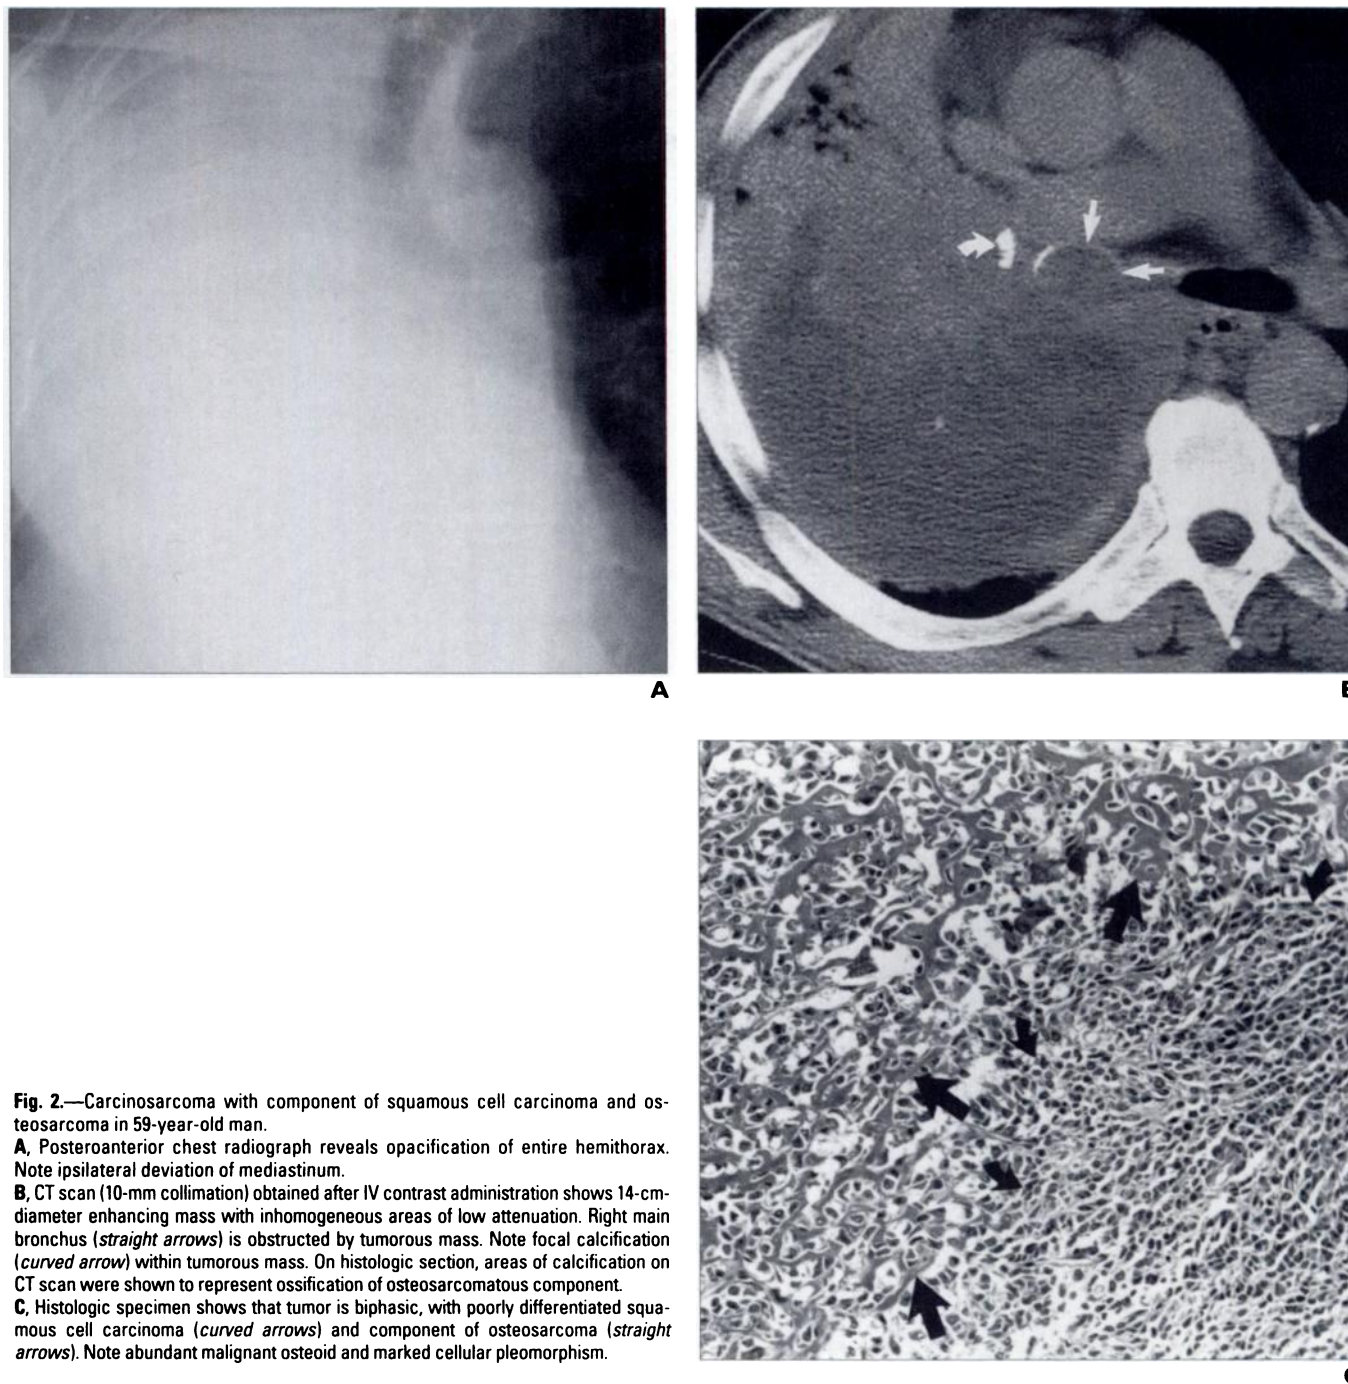 A
B
Fig. 2.—Carcinosarcoma with component of squamous cell carcinoma and os-
teosarcoma in 59-year-old man.
A, Posteroanterior chest radiograph reveals opacification of entire hemithorax.
Note ipsilateral deviation of mediastinum.
B, CT scan (10-mm collimation) obtained after IV contrast administration shows 14-cm-
diameter enhancing mass with inhomogeneous areas of low attenuation. Right main
bronchus (straight arrows) is obstructed by tumorous mass. Note focal calcification
(curved arrow) within tumorous mass. On histologic section, areas of calcification on
CT scan were shown to represent ossification of osteosarcomatous component.
C, Histologic specimen shows that tumor is biphasic, with poorly differentiated squa-
mous cell carcinoma (curved arrows) and component of osteosarcoma (straight
arrows). Note abundant malignant osteoid and marked cellular pleomorphism.
C